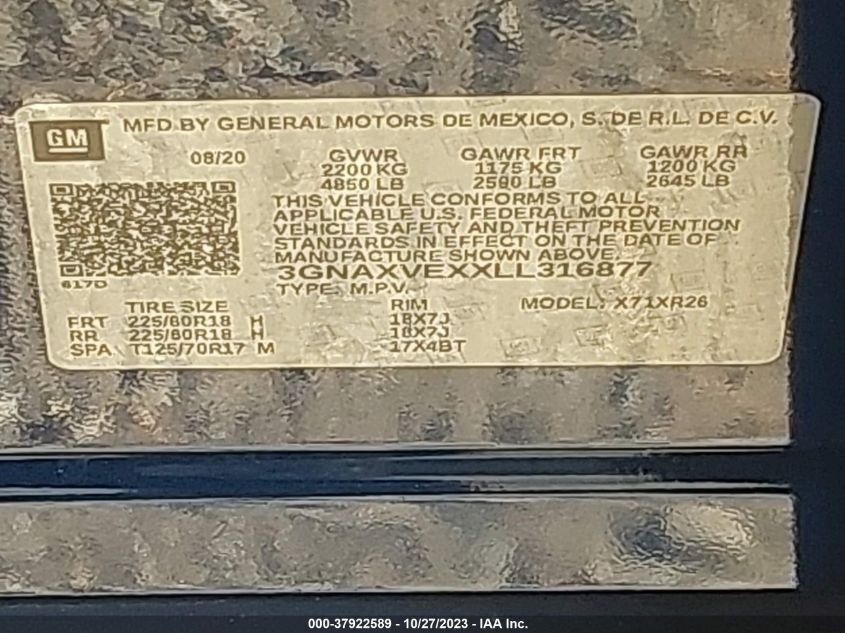 GM MFD BY GENERAL MOTORS DE MEXICO, S. DE R.L. DE C.V.
08/20 GVWR GAWR FRT GAWR RR
2200 KG 1175 KG 1200 KG
4850 LB 2590 LB 2645 LB
THIS VEHICLE CONFORMS TO ALL
APPLICABLE U.S. FEDERAL MOTOR
VEHICLE SAFETY AND THEFT PREVENTION
STANDARDS IN EFFECT ON THE DATE OF
MANUFACTURE SHOWN ABOVE.
3GNAXVEXXLL316877
617D TYPE: M.P.V.
TIRE SIZE RIM MODEL: X71XR26
FRT 225/60R18 H 18X7J
RR 225/60R18 H 18X7J
SPA T125/70R17 M 17X4BT
000-37922589 - 10/27/2023 - IAA Inc.